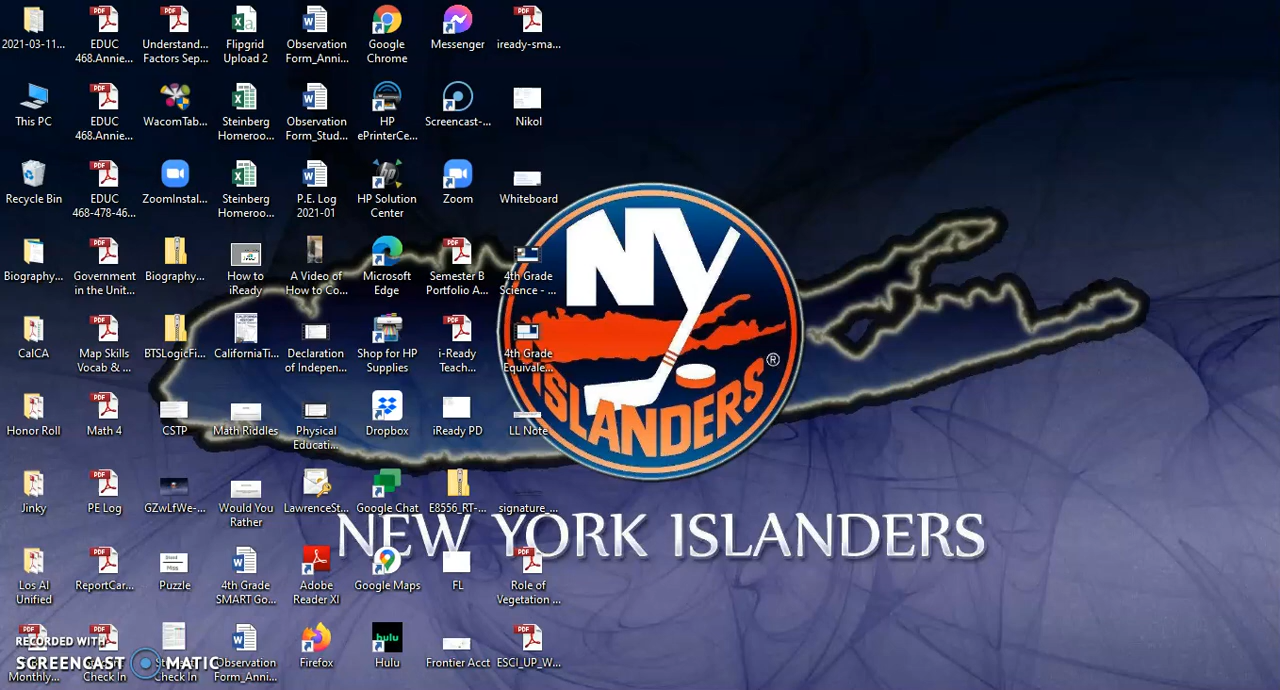 2021-03-11...
EDUC
468.Annie...
Understand...
Factors Sep...
Flipgrid
Upload 2
Observation
Form_Anni...
Google
Chrome
Messenger
iready-sma...
This PC
EDUC
468.Annie...
WacomTab...
Steinberg
Homeroo...
Observation
Form_Stud...
HP
ePrinterCe...
Screencast-...
Nikol
Recycle Bin
EDUC
468-478-46...
ZoomInstal...
Steinberg
Homeroo...
P.E. Log
2021-01
HP Solution
Center
Zoom
Whiteboard
Biography...
Government
in the Unit...
Biography...
How to
iReady
A Video of
How to Co...
Microsoft
Edge
Semester B
Portfolio A...
4th Grade
Science - ...
CalCA
Map Skills
Vocab & ...
BTSLogicFi...
CaliforniaTi...
Declaration
of Indepen...
Shop for HP
Supplies
i-Ready
Teach...
4th Grade
Equivale...
Honor Roll
Math 4
CSTP
Math Riddles
Physical
Educati...
Dropbox
iReady PD
LL Note
Jinky
PE Log
GZwLfWe-...
Would You
Rather
LawrenceSt...
Google Chat
E8556_RT-...
signature_...
Los Al
Unified
ReportCar...
Puzzle
4th Grade
SMART Go...
Adobe
Reader XI
Google Maps
FL
Role of
Vegetation ...
Monthly...
Check In
Check In
Observation
Form_Anni...
Firefox
hulu
Hulu
Frontier Acct
ESCI_UP_W...
NY
ISLANDERS
®
NEW YORK ISLANDERS
RECORDED WITH
SCREENCAST MATIC